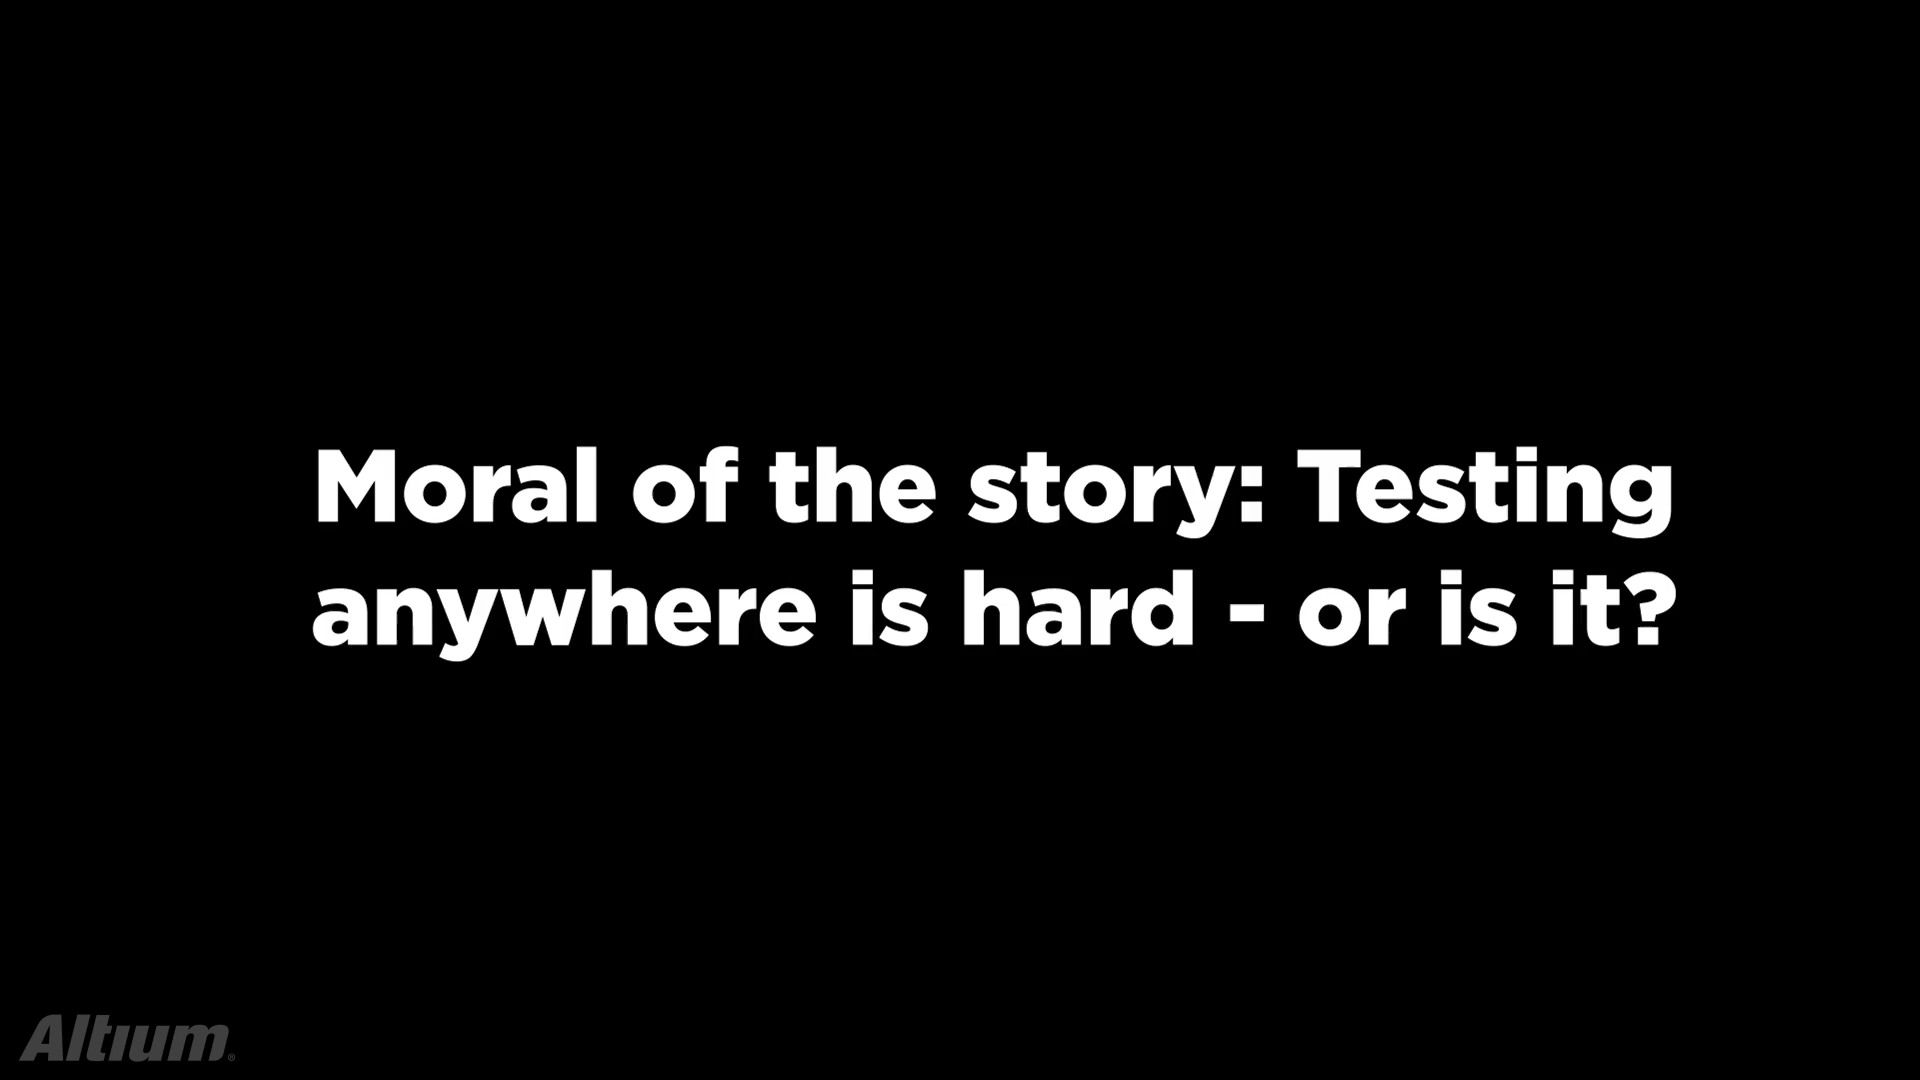 Moral of the story: Testing
anywhere is hard - or is it?
Altium®